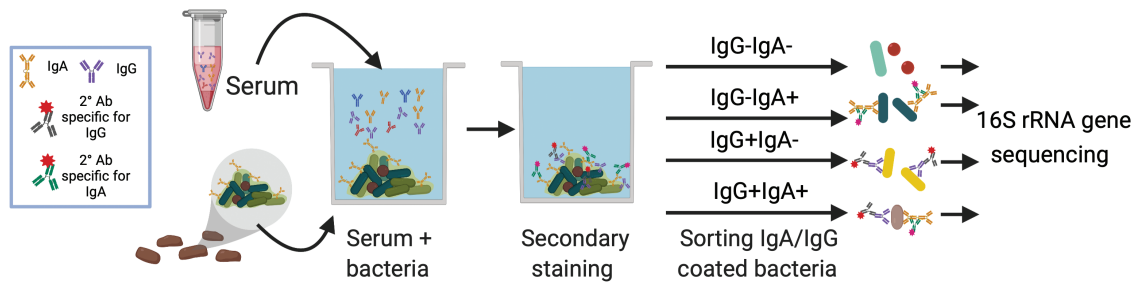 IgA
IgG
2° Ab
specific for
IgG
2° Ab
specific for
IgA
Serum
Serum +
bacteria
Secondary
staining
IgG-IgA-
IgG-IgA+
IgG+IgA-
IgG+IgA+
Sorting IgA/IgG
coated bacteria
16S rRNA gene
sequencing